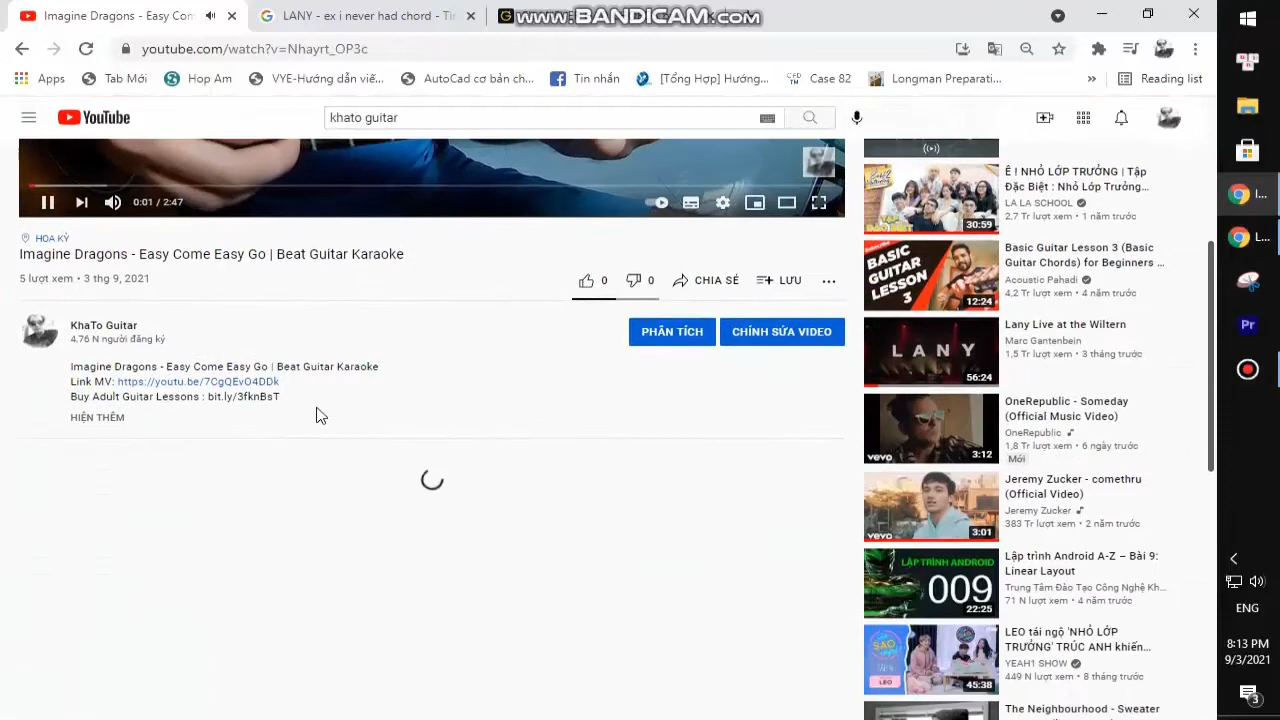 Imagine Dragons - Easy Com
LANY - ex i never had chord - T
www.BANDICAM.com
youtube.com/watch?v=Nhayrt_OP3c
Apps
Tab Mới
Hop Am
VYE-Hướng dẫn viế...
AutoCad cơ bản ch...
Tin nhắn
[Tổng Hợp] Hướng...
Case 82
Longman Preparati...
»
Reading list
YouTube
khato guitar
0:01 / 2:47
HOA KỲ
Imagine Dragons - Easy Come Easy Go | Beat Guitar Karaoke
5 lượt xem • 3 thg 9, 2021
0
0
CHIA SẺ
LƯU
KhaTo Guitar
4,76 N người đăng ký
PHÂN TÍCH
CHỈNH SỬA VIDEO
Imagine Dragons - Easy Come Easy Go | Beat Guitar Karaoke
Link MV: https://youtu.be/7CgQEvO4DDk
Buy Adult Guitar Lessons : bit.ly/3fknBsT
HIỆN THÊM
30:59
Ê ! NHỎ LỚP TRƯỞNG | Tập
Đặc Biệt : Nhỏ Lớp Trưởng...
LA LA SCHOOL
2,7 Tr lượt xem • 1 năm trước
BASIC
GUITAR
LESSON
3
12:24
Basic Guitar Lesson 3 (Basic
Guitar Chords) for Beginners ...
Acoustic Pahadi
4,2 Tr lượt xem • 4 năm trước
LANY
56:24
Lany Live at the Wiltern
Marc Gantenbein
1,5 Tr lượt xem • 3 tháng trước
vevo
3:12
OneRepublic - Someday
(Official Music Video)
OneRepublic
1,8 Tr lượt xem • 6 ngày trước
Mới
vevo
3:01
Jeremy Zucker - comethru
(Official Video)
Jeremy Zucker
383 Tr lượt xem • 2 năm trước
LẬP TRÌNH ANDROID
009
22:25
Lập trình Android A-Z – Bài 9:
Linear Layout
Trung Tâm Đào Tạo Công Nghệ Kh...
71 N lượt xem • 4 năm trước
SAO
LEO
45:38
LEO tái ngộ 'NHỎ LỚP
TRƯỞNG' TRÚC ANH khiến...
YEAH1 SHOW
449 N lượt xem • 8 tháng trước
The Neighbourhood - Sweater
I...
L...
Pr
ENG
8:13 PM
9/3/2021
3